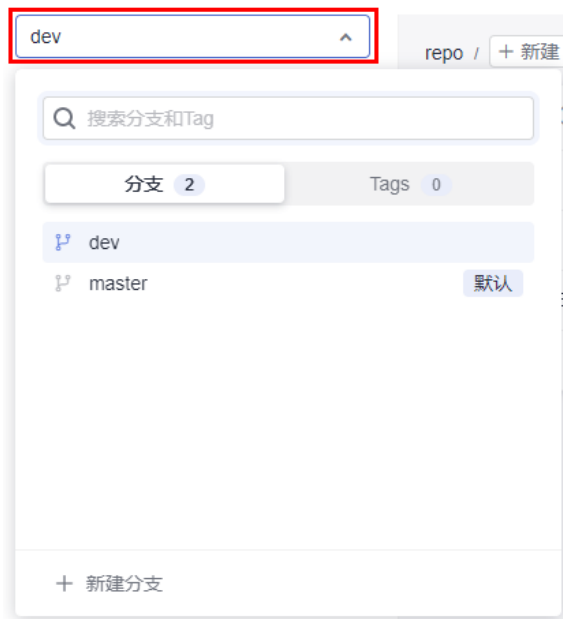 dev
repo / + 新建
搜索分支和Tag
分支 2
Tags 0
dev
master 默认
+ 新建分支